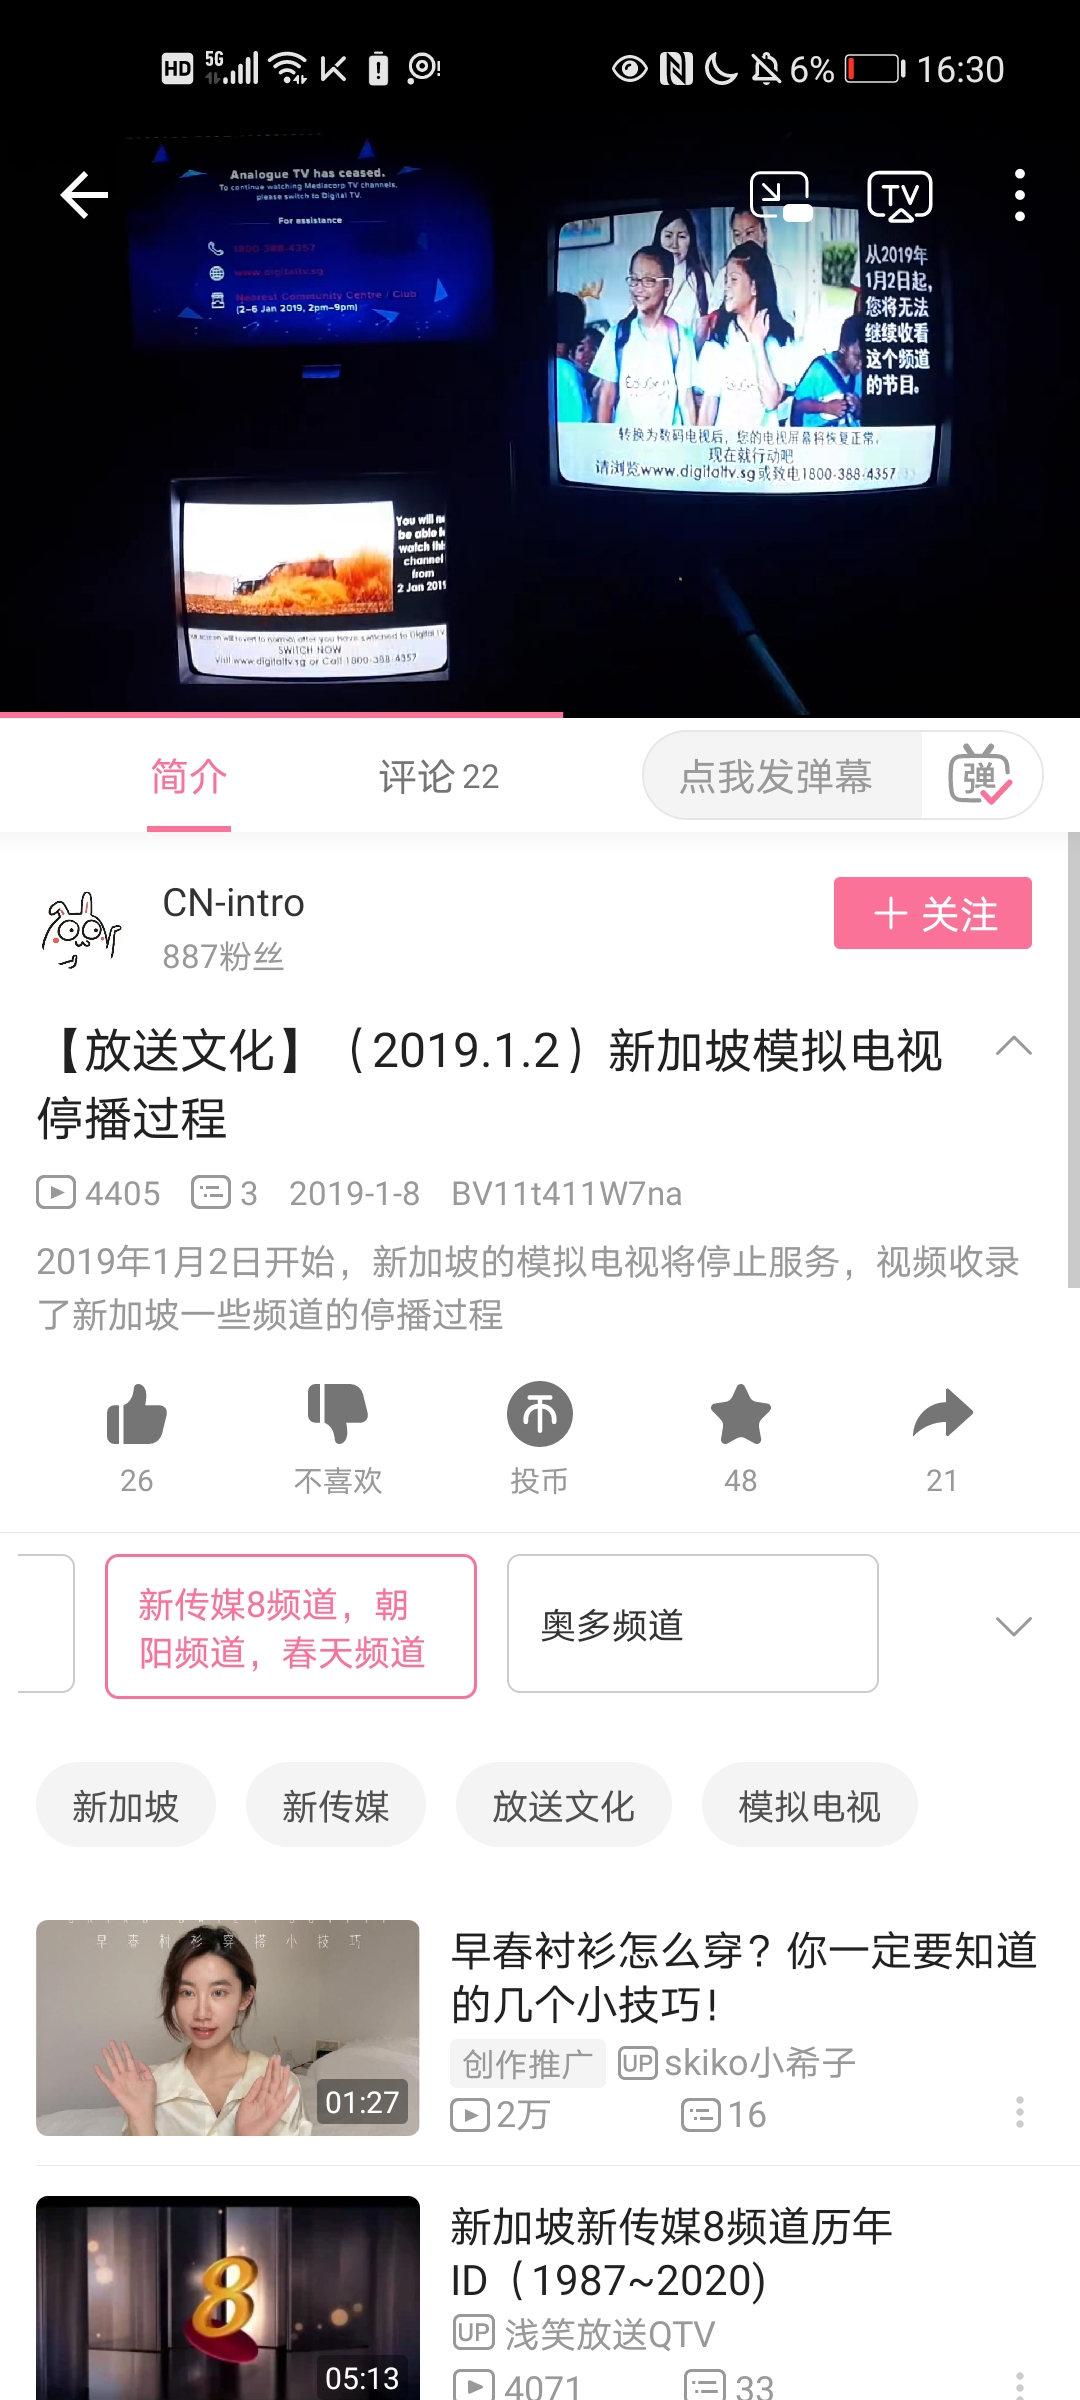 HD 5G 6% 16:30
Analogue TV has ceased.
To continue watching Mediacorp TV channels,
please switch to Digital TV.
For assistance
1800-388-4357
www.digitaltv.sg
Nearest Community Centre / Club
(2-6 Jan 2019, 2pm-9pm)
TV
从2019年
1月2日起,
您将无法
继续收看
这个频道
的节目。
转换为数码电视后，您的电视屏幕将恢复正常.
现在就行动吧
请浏览www.digitaltv.sg或致电1800-388-4357
You will n
be able
watch thi
channel
from
2 Jan 2019
screen will revert to normal after you have switched to Digital TV
SWITCH NOW
Visit www.digitaltv.sg or Call 1800-388-4357
简介
评论 22
点我发弹幕
弹
CN-intro
887粉丝
＋ 关注
【放送文化】（2019.1.2）新加坡模拟电视
停播过程
4405 3 2019-1-8 BV11t411W7na
2019年1月2日开始，新加坡的模拟电视将停止服务，视频收录
了新加坡一些频道的停播过程
26 不喜欢 投币 48 21
新传媒8频道，朝
阳频道，春天频道
奥多频道
新加坡 新传媒 放送文化 模拟电视
早春衬衫穿搭小技巧
01:27
早春衬衫怎么穿？你一定要知道
的几个小技巧！
创作推广 UP skiko小希子
2万 16
8
05:13
新加坡新传媒8频道历年
ID（1987~2020)
UP 浅笑放送QTV
4071 33